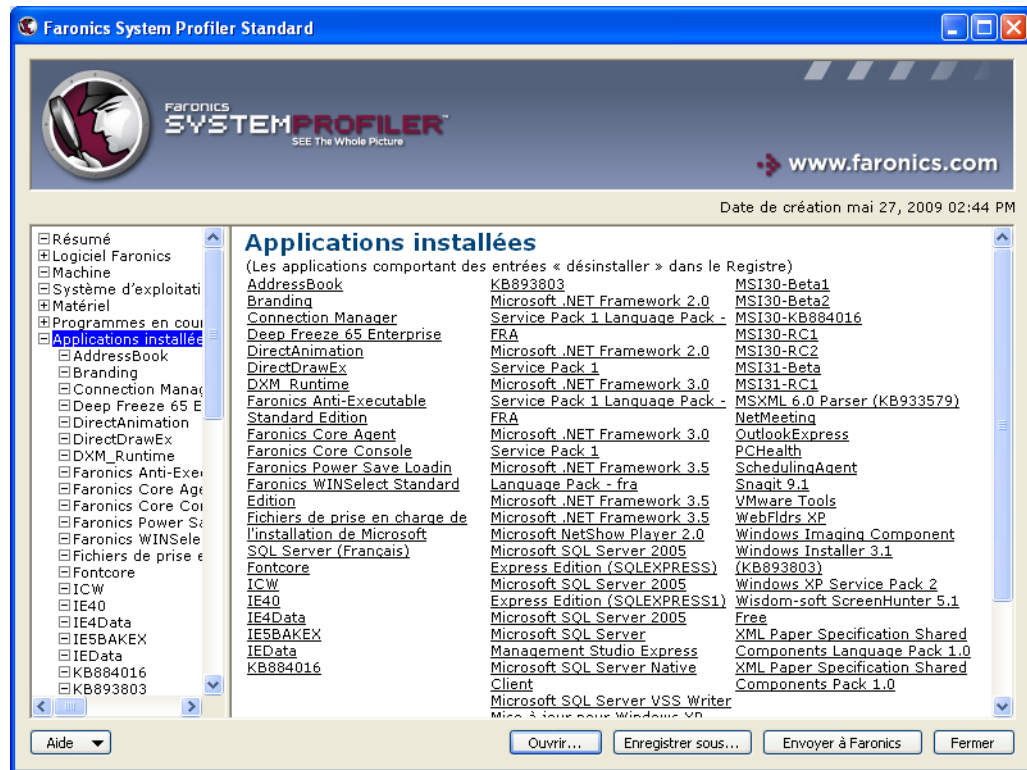 Faronics System Profiler Standard
Faronics
SYSTEMPROFILER™
SEE The Whole Picture
www.faronics.com
Date de création mai 27, 2009 02:44 PM
Résumé
Logiciel Faronics
Machine
Système d'exploitati
Matériel
Programmes en cour
Applications installée
AddressBook
Branding
Connection Manag
Deep Freeze 65 E
DirectAnimation
DirectDrawEx
DXM_Runtime
Faronics Anti-Exec
Faronics Core Age
Faronics Core Con
Faronics Power Sa
Faronics WINSele
Fichiers de prise e
Fontcore
ICW
IE40
IE4Data
IE5BAKEX
IEData
KB884016
KB893803
Applications installées
(Les applications comportant des entrées « désinstaller » dans le Registre)
AddressBook
Branding
Connection Manager
Deep Freeze 65 Enterprise
DirectAnimation
DirectDrawEx
DXM_Runtime
Faronics Anti-Executable
Standard Edition
Faronics Core Agent
Faronics Core Console
Faronics Power Save Loadin
Faronics WINSelect Standard
Edition
Fichiers de prise en charge de
l'installation de Microsoft
SQL Server (Français)
Fontcore
ICW
IE40
IE4Data
IE5BAKEX
IEData
KB884016
KB893803
Microsoft .NET Framework 2.0
Service Pack 1 Language Pack -
FRA
Microsoft .NET Framework 2.0
Service Pack 1
Microsoft .NET Framework 3.0
Service Pack 1 Language Pack -
FRA
Microsoft .NET Framework 3.0
Service Pack 1
Microsoft .NET Framework 3.5
Language Pack - fra
Microsoft .NET Framework 3.5
Microsoft .NET Framework 3.5
Microsoft NetShow Player 2.0
Microsoft SQL Server 2005
Express Edition (SQLEXPRESS)
Microsoft SQL Server 2005
Express Edition (SQLEXPRESS1)
Microsoft SQL Server 2005
Microsoft SQL Server
Management Studio Express
Microsoft SQL Server Native
Client
Microsoft SQL Server VSS Writer
Mise à jour pour Windows XP
MSI30-Beta1
MSI30-Beta2
MSI30-KB884016
MSI30-RC1
MSI30-RC2
MSI31-Beta
MSI31-RC1
MSXML 6.0 Parser (KB933579)
NetMeeting
OutlookExpress
PCHealth
SchedulingAgent
Snagit 9.1
VMware Tools
WebFldrs XP
Windows Imaging Component
Windows Installer 3.1
(KB893803)
Windows XP Service Pack 2
Wisdom-soft ScreenHunter 5.1
Free
XML Paper Specification Shared
Components Language Pack 1.0
XML Paper Specification Shared
Components Pack 1.0
Aide
Ouvrir...
Enregistrer sous...
Envoyer à Faronics
Fermer